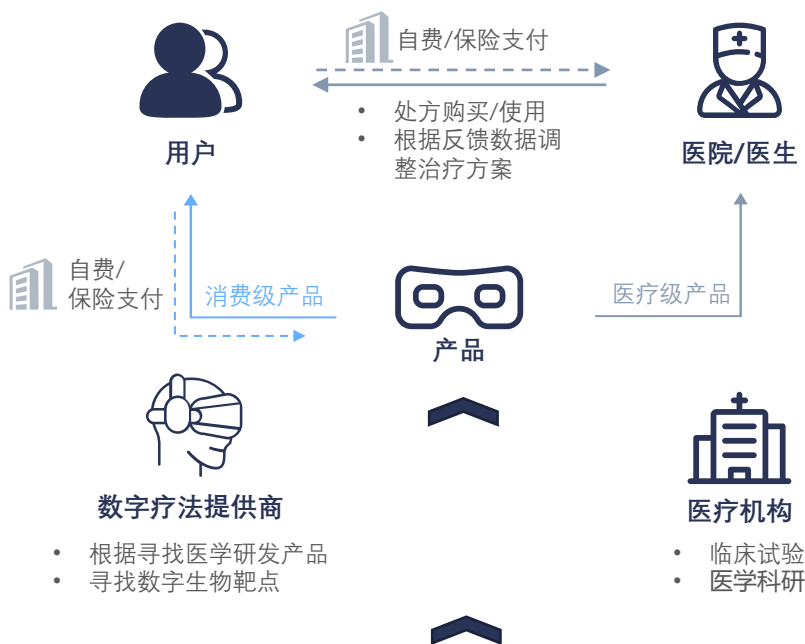 自费/保险支付
• 处方购买/使用
• 根据反馈数据调
整治疗方案
用户
医院/医生
自费/
保险支付
消费级产品
医疗级产品
产品
数字疗法提供商
• 根据寻找医学研发产品
• 寻找数字生物靶点
医疗机构
• 临床试验
• 医学科研